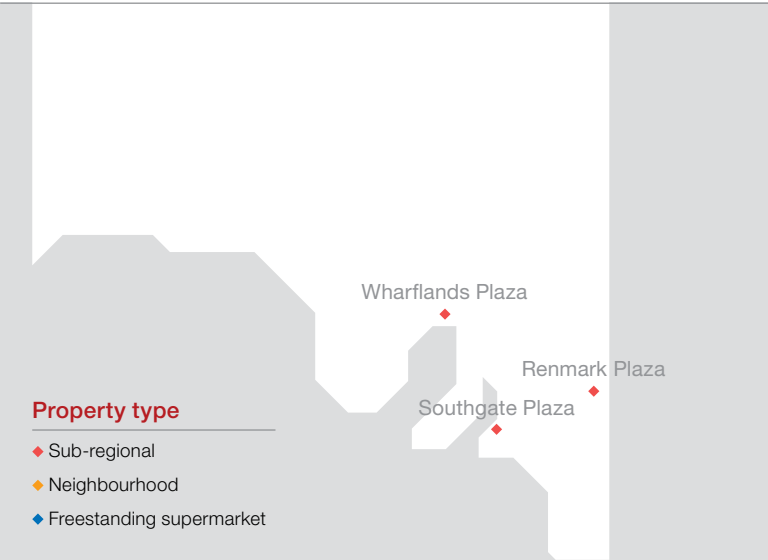 Wharflands Plaza
Renmark Plaza
Southgate Plaza
Property type
Sub-regional
Neighbourhood
Freestanding supermarket